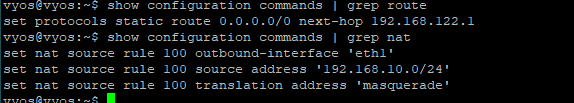 vyos@vyos:~$ show configuration commands | grep route
set protocols static route 0.0.0.0/0 next-hop 192.168.122.1
vyos@vyos:~$ show configuration commands | grep nat
set nat source rule 100 outbound-interface 'eth1'
set nat source rule 100 source address '192.168.10.0/24'
set nat source rule 100 translation address 'masquerade'
vyos@vyos:~$